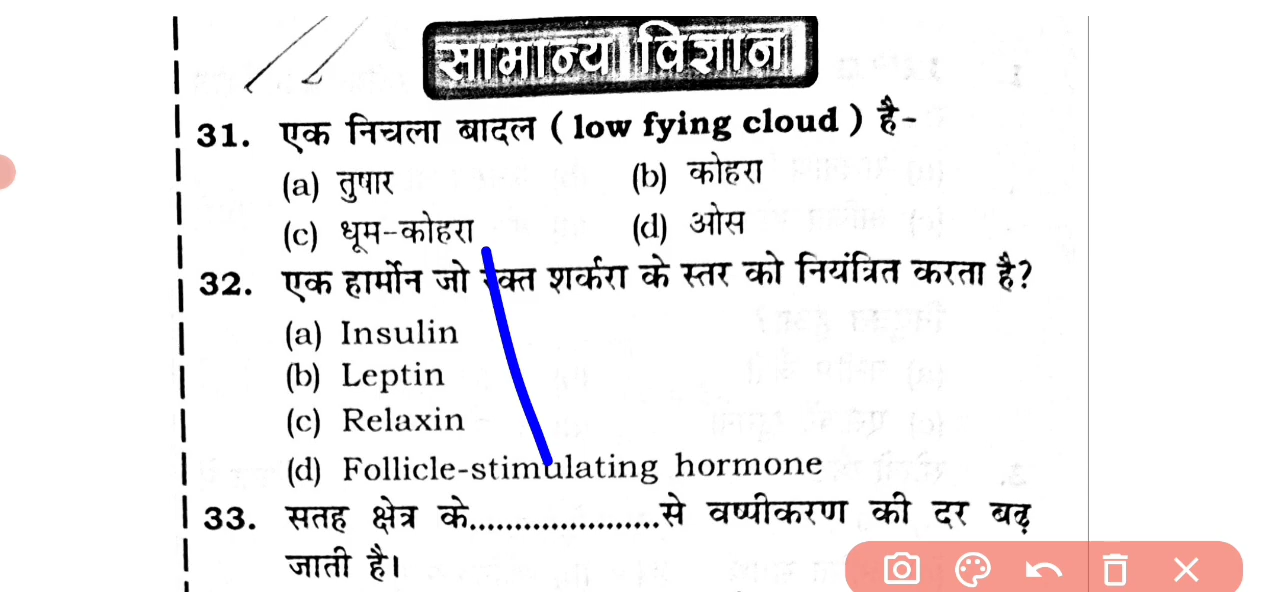 सामान्य विज्ञान
31. एक निचला बादल ( low fying cloud ) है-
(a) तुषार (b) कोहरा
(c) धूम-कोहरा (d) ओस
32. एक हार्मोन जो रक्त शर्करा के स्तर को नियंत्रित करता है?
(a) Insulin
(b) Leptin
(c) Relaxin
(d) Follicle-stimulating hormone
33. सतह क्षेत्र के.....................से वष्पीकरण की दर बढ़
जाती है।